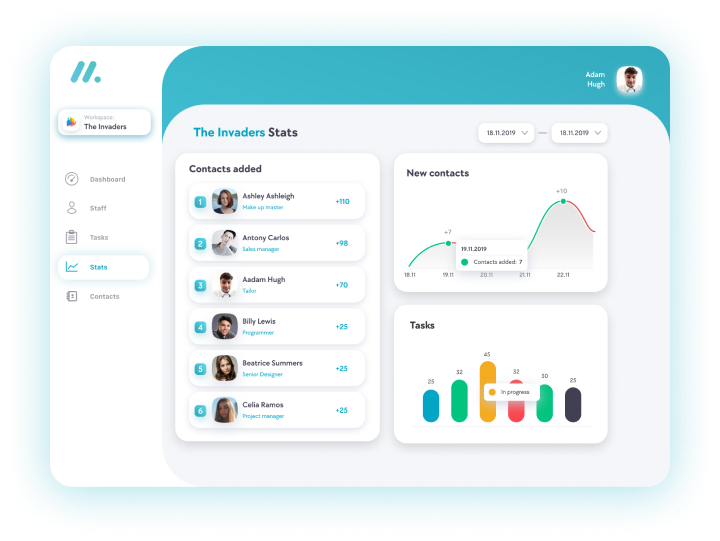 Adam
Hugh
Workspace:
The Invaders
Dashboard
Staff
Tasks
Stats
Contacts
The Invaders Stats
18.11.2019 — 18.11.2019
Contacts added
1 Ashley Ashleigh +110
Make up master
2 Antony Carlos +98
Sales manager
3 Aadam Hugh +70
Tailor
4 Billy Lewis +25
Programmer
5 Beatrice Summers +25
Senior Designer
6 Celia Ramos +25
Project manager
New contacts
+10
+7
19.11.2019
Contacts added: 7
18.11 19.11 20.11 21.11 22.11
Tasks
25 32 45 32 30 25
In progress